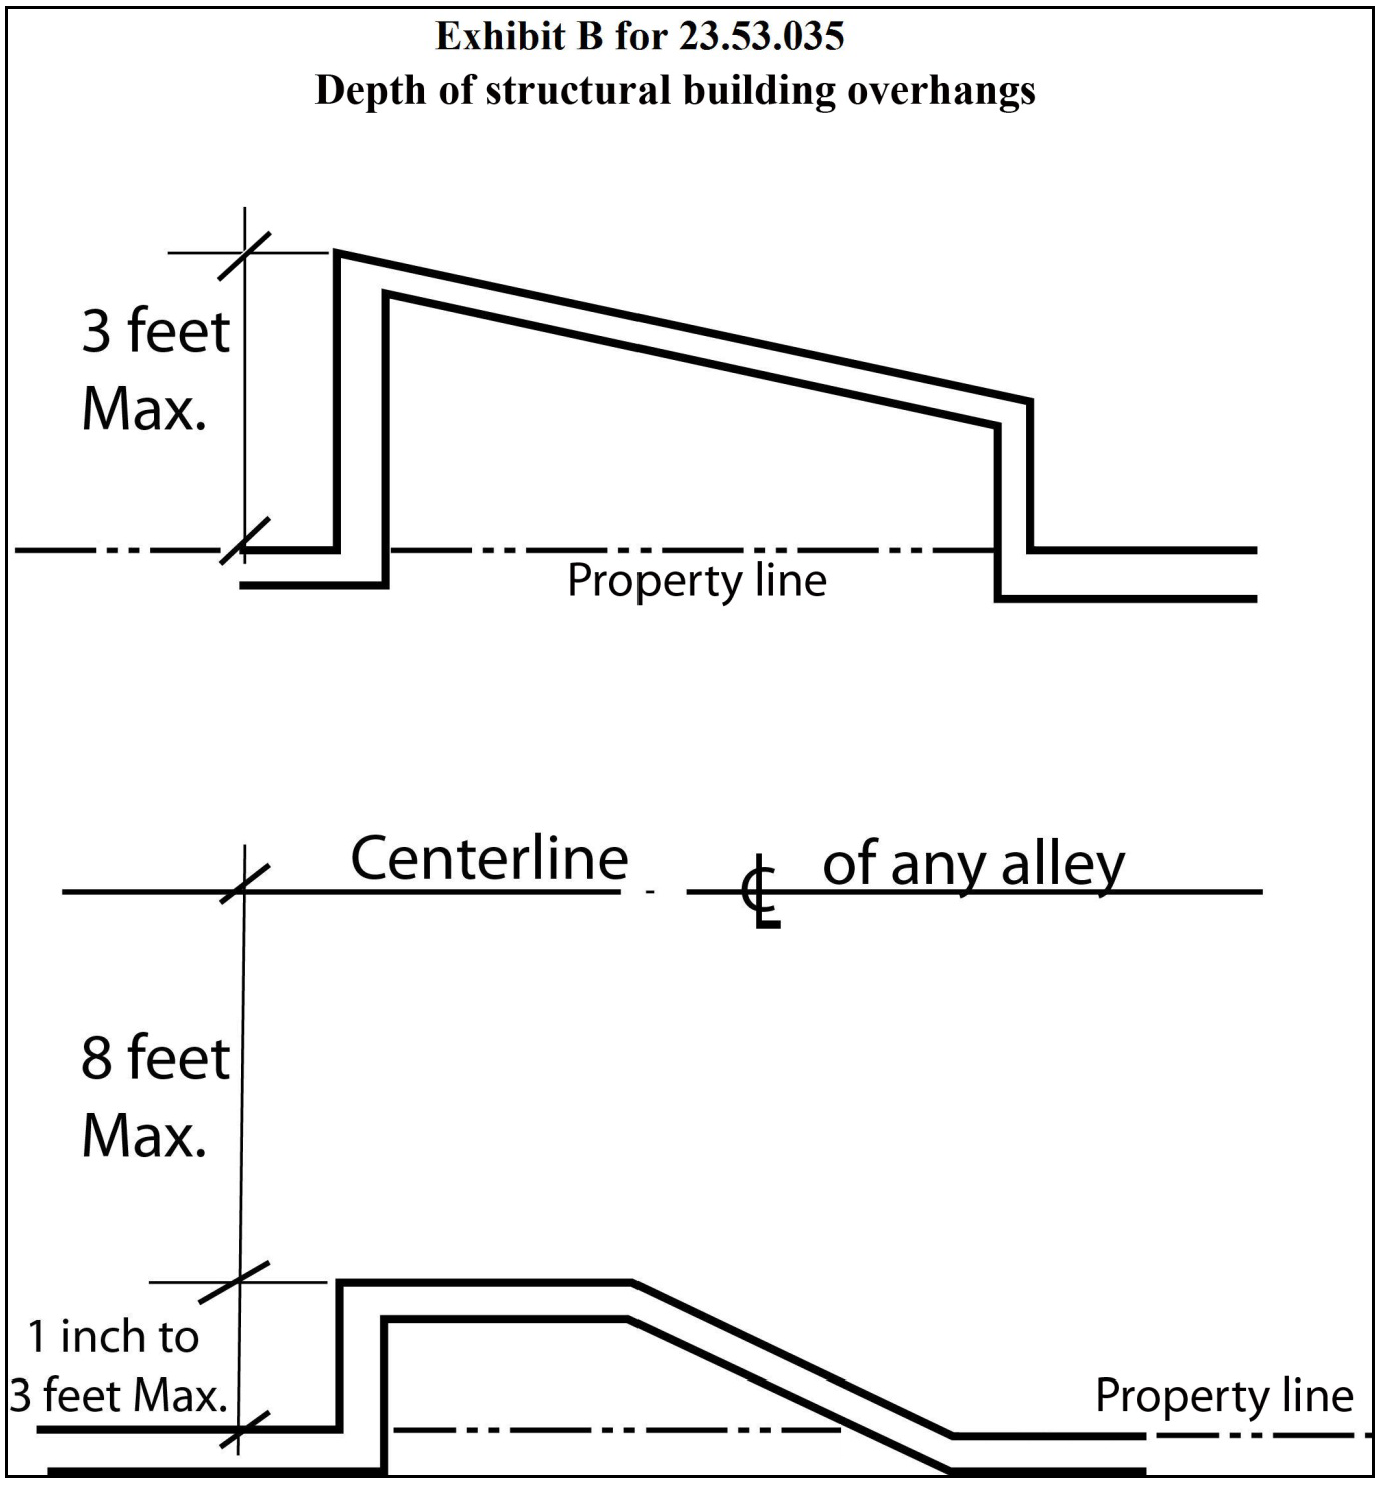 Exhibit B for 23.53.035
Depth of structural building overhangs
3 feet
Max.
Property line
Centerline ℄ of any alley
8 feet
Max.
1 inch to
3 feet Max.
Property line